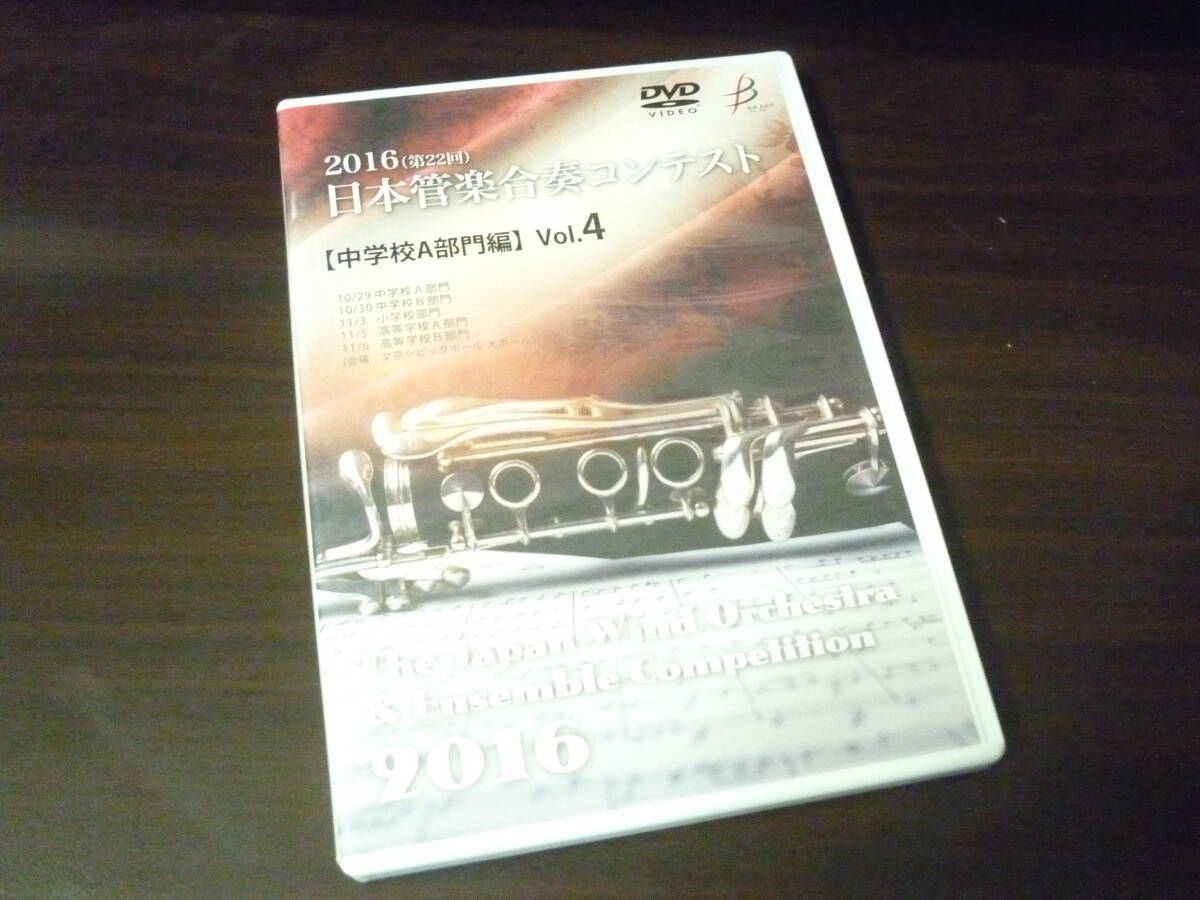 DVD
VIDEO
BRAIN
2016(第22回)
日本管楽合奏コンテスト
【中学校A部門編】Vol.4
10/29 中学校A部門
10/30 中学校B部門
11/3 小学校部門
11/5 高等学校A部門
11/6 高等学校B部門
(会場:文京シビックホール 大ホール
The Japan Wind Orchestra
& Ensemble Competition
2016